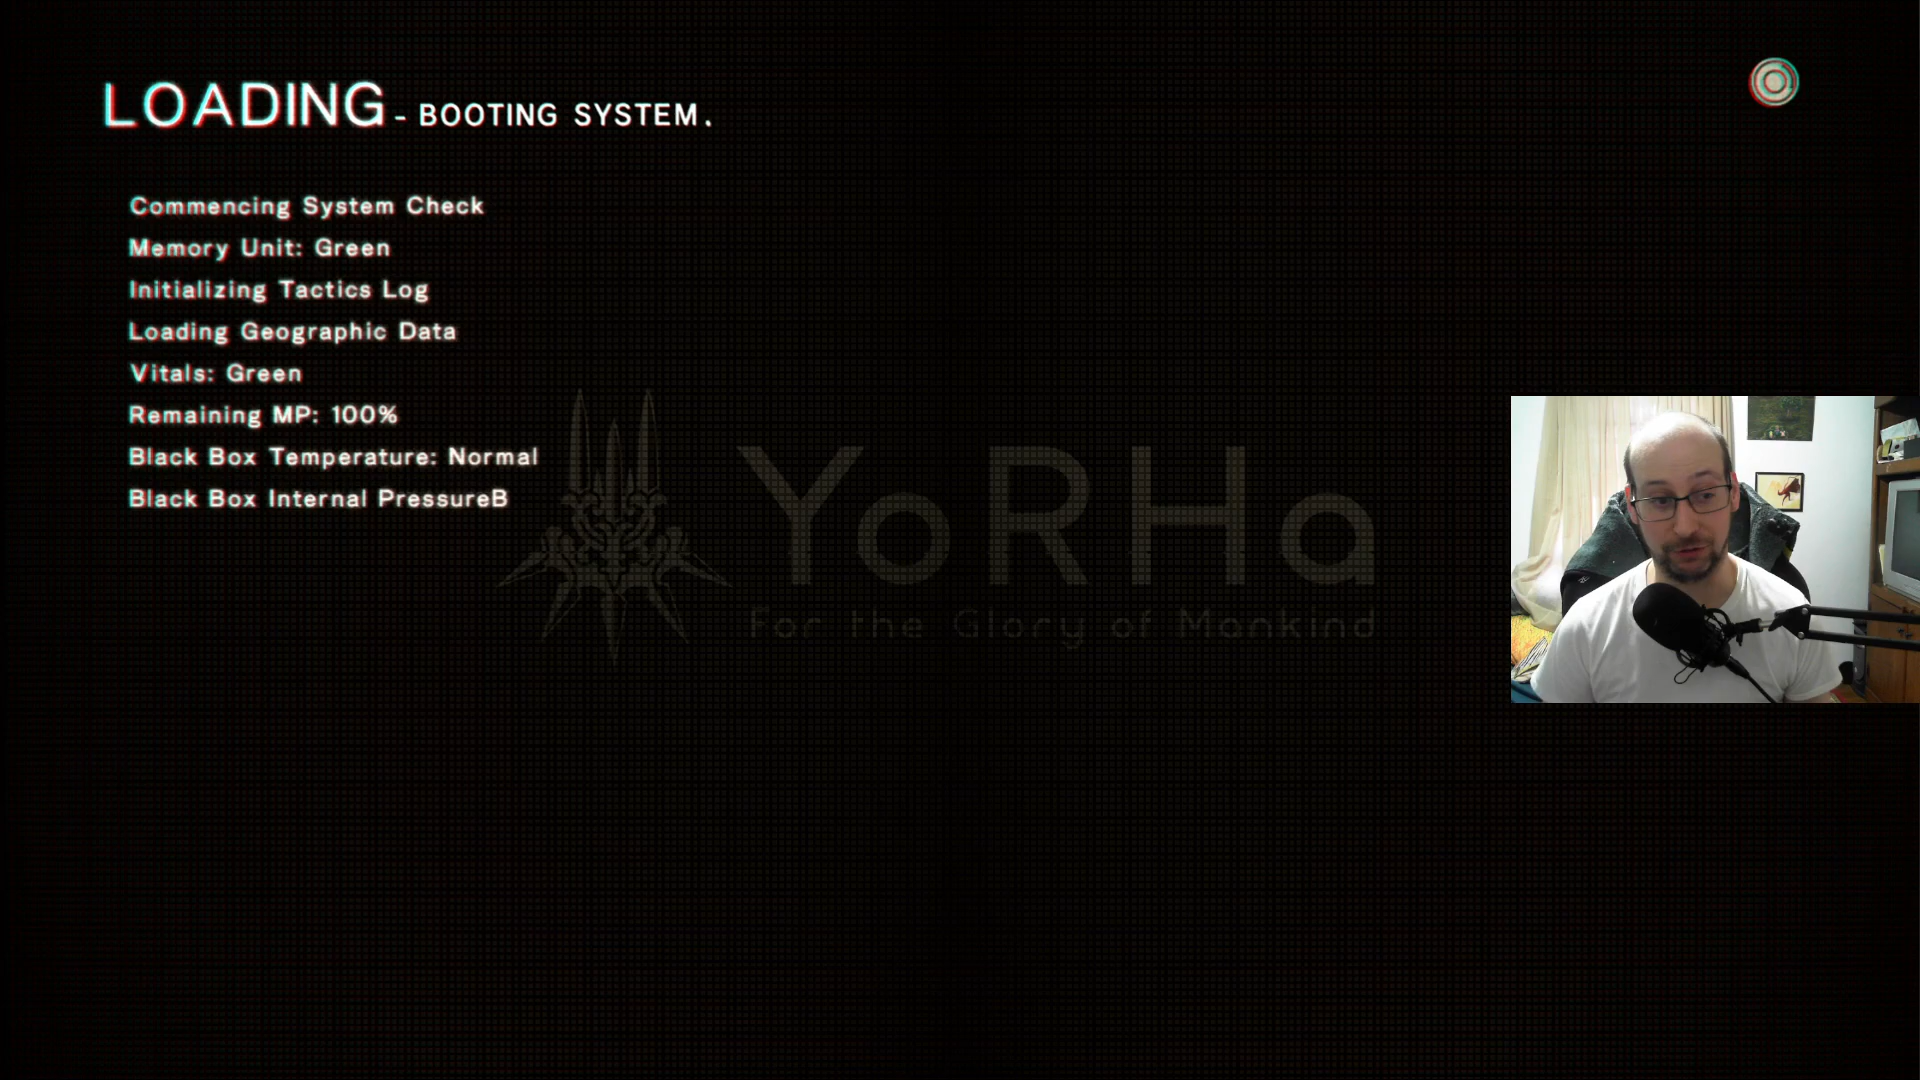 LOADING - BOOTING SYSTEM.
Commencing System Check
Memory Unit: Green
Initializing Tactics Log
Loading Geographic Data
Vitals: Green
Remaining MP: 100%
Black Box Temperature: Normal
Black Box Internal PressureB
YoRHa
For the Glory of Mankind